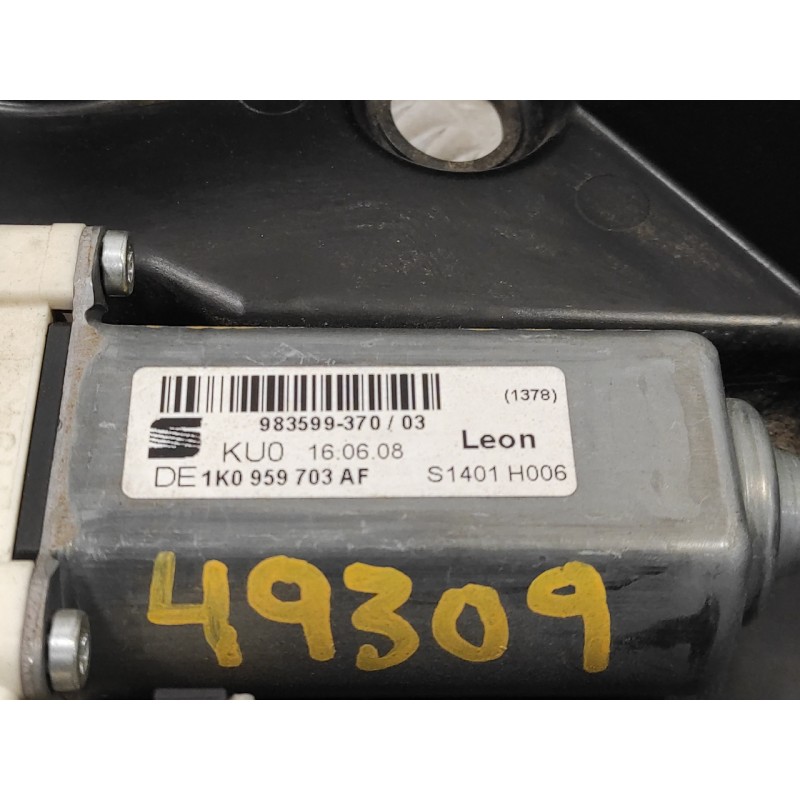 (1378)
983599-370 / 03
KU0 16.06.08 Leon
DE 1K0 959 703 AF S1401 H006
49309